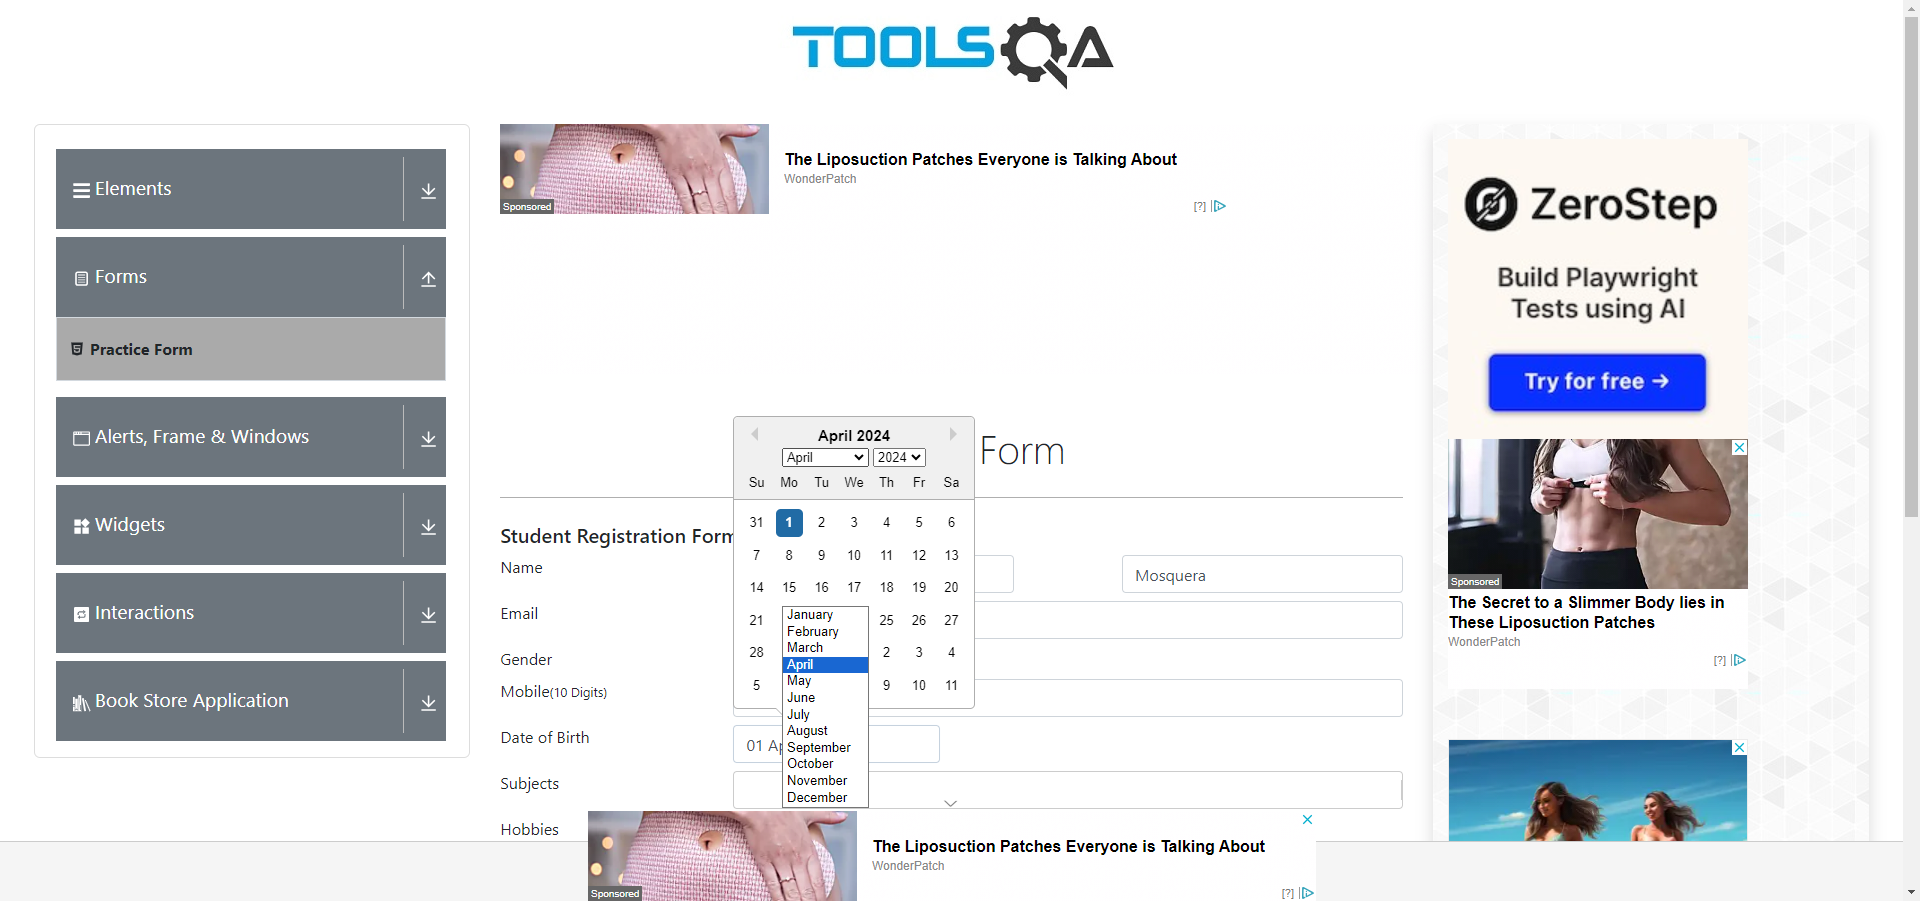 TOOLSQA
Elements
Forms
Practice Form
Alerts, Frame & Windows
Widgets
Interactions
Book Store Application
Sponsored
The Liposuction Patches Everyone is Talking About
WonderPatch
[?]
Form
April 2024
April 2024
Su Mo Tu We Th Fr Sa
31 1 2 3 4 5 6
7 8 9 10 11 12 13
14 15 16 17 18 19 20
21 25 26 27
28 2 3 4
5 9 10 11
January
February
March
April
May
June
July
August
September
October
November
December
Student Registration Form
Name
Mosquera
Email
Gender
Mobile(10 Digits)
Date of Birth
01 Ap
Subjects
Hobbies
Sponsored
The Liposuction Patches Everyone is Talking About
WonderPatch
[?]
ZeroStep
Build Playwright
Tests using AI
Try for free →
Sponsored
The Secret to a Slimmer Body lies in
These Liposuction Patches
WonderPatch
[?]